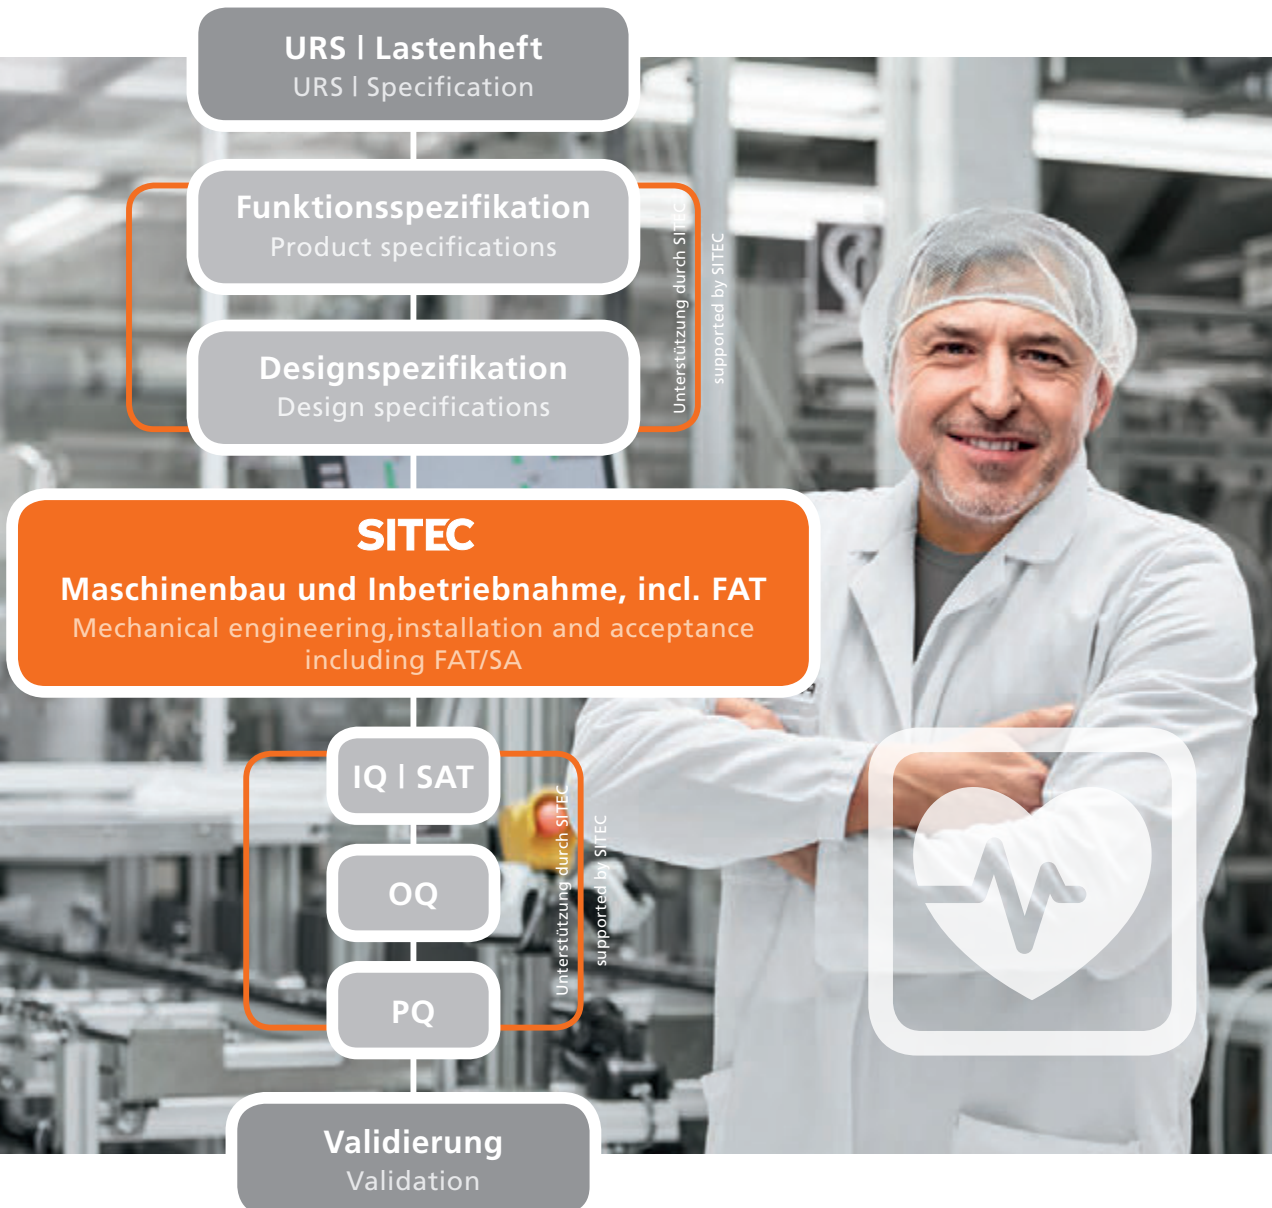 URS | Lastenheft
URS | Specification
Funktionsspezifikation
Product specifications
Designspezifikation
Design specifications
Unterstützung durch SITEC
supported by SITEC
SITEC
Maschinenbau und Inbetriebnahme, incl. FAT
Mechanical engineering,installation and acceptance
including FAT/SA
IQ | SAT
OQ
PQ
Unterstützung durch SITEC
supported by SITEC
Validierung
Validation